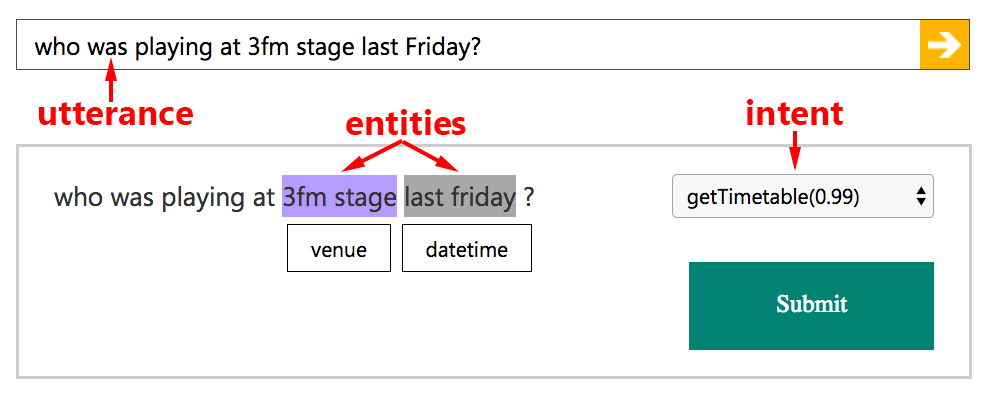 who was playing at 3fm stage last Friday?
utterance
entities
intent
who was playing at 3fm stage last friday ?
getTimetable(0.99)
venue
datetime
Submit